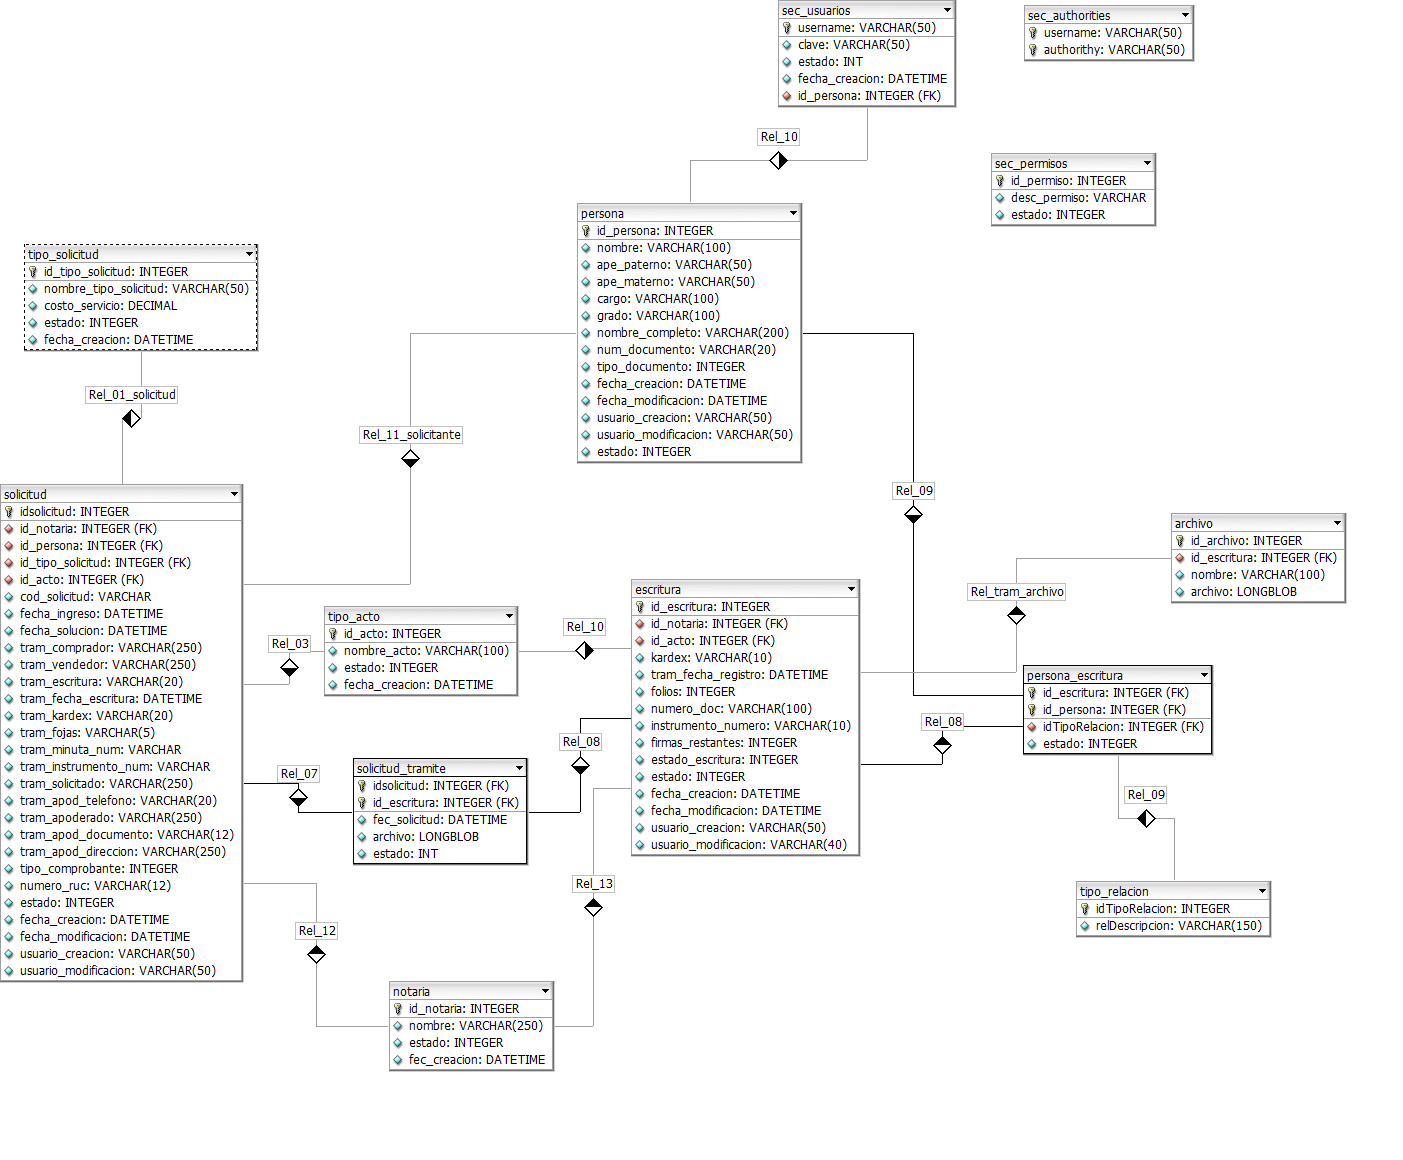 sec_usuarios
username: VARCHAR(50)
clave: VARCHAR(50)
estado: INT
fecha_creacion: DATETIME
id_persona: INTEGER (FK)
sec_authorities
username: VARCHAR(50)
authorithy: VARCHAR(50)
Rel_10
sec_permisos
id_permiso: INTEGER
desc_permiso: VARCHAR
estado: INTEGER
persona
id_persona: INTEGER
nombre: VARCHAR(100)
ape_paterno: VARCHAR(50)
ape_materno: VARCHAR(50)
cargo: VARCHAR(100)
grado: VARCHAR(100)
nombre_completo: VARCHAR(200)
num_documento: VARCHAR(20)
tipo_documento: INTEGER
fecha_creacion: DATETIME
fecha_modificacion: DATETIME
usuario_creacion: VARCHAR(50)
usuario_modificacion: VARCHAR(50)
estado: INTEGER
tipo_solicitud
id_tipo_solicitud: INTEGER
nombre_tipo_solicitud: VARCHAR(50)
costo_servicio: DECIMAL
estado: INTEGER
fecha_creacion: DATETIME
Rel_01_solicitud
Rel_11_solicitante
Rel_09
solicitud
idsolicitud: INTEGER
id_notaria: INTEGER (FK)
id_persona: INTEGER (FK)
id_tipo_solicitud: INTEGER (FK)
id_acto: INTEGER (FK)
cod_solicitud: VARCHAR
fecha_ingreso: DATETIME
fecha_solucion: DATETIME
tram_comprador: VARCHAR(250)
tram_vendedor: VARCHAR(250)
tram_escritura: VARCHAR(20)
tram_fecha_escritura: DATETIME
tram_kardex: VARCHAR(20)
tram_fojas: VARCHAR(5)
tram_minuta_num: VARCHAR
tram_instrumento_num: VARCHAR
tram_solicitado: VARCHAR(250)
tram_apod_telefono: VARCHAR(20)
tram_apoderado: VARCHAR(250)
tram_apod_documento: VARCHAR(12)
tram_apod_direccion: VARCHAR(250)
tipo_comprobante: INTEGER
numero_ruc: VARCHAR(12)
estado: INTEGER
fecha_creacion: DATETIME
fecha_modificacion: DATETIME
usuario_creacion: VARCHAR(50)
usuario_modificacion: VARCHAR(50)
Rel_03
tipo_acto
id_acto: INTEGER
nombre_acto: VARCHAR(100)
estado: INTEGER
fecha_creacion: DATETIME
Rel_10
escritura
id_escritura: INTEGER
id_notaria: INTEGER (FK)
id_acto: INTEGER (FK)
kardex: VARCHAR(10)
tram_fecha_registro: DATETIME
folios: INTEGER
numero_doc: VARCHAR(100)
instrumento_numero: VARCHAR(10)
firmas_restantes: INTEGER
estado_escritura: INTEGER
estado: INTEGER
fecha_creacion: DATETIME
fecha_modificacion: DATETIME
usuario_creacion: VARCHAR(50)
usuario_modificacion: VARCHAR(40)
Rel_tram_archivo
archivo
id_archivo: INTEGER
id_escritura: INTEGER (FK)
nombre: VARCHAR(100)
archivo: LONGBLOB
persona_escritura
id_escritura: INTEGER (FK)
id_persona: INTEGER (FK)
idTipoRelacion: INTEGER (FK)
estado: INTEGER
Rel_08
Rel_08
Rel_07
solicitud_tramite
idsolicitud: INTEGER (FK)
id_escritura: INTEGER (FK)
fec_solicitud: DATETIME
archivo: LONGBLOB
estado: INT
Rel_09
tipo_relacion
idTipoRelacion: INTEGER
relDescripcion: VARCHAR(150)
Rel_13
Rel_12
notaria
id_notaria: INTEGER
nombre: VARCHAR(250)
estado: INTEGER
fec_creacion: DATETIME